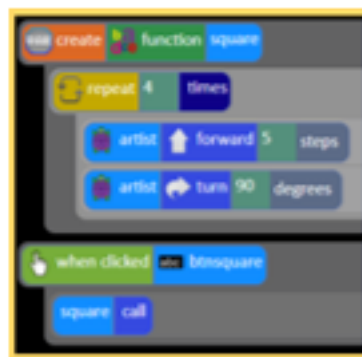 create function square
repeat 4 times
artist forward 5 steps
artist turn 90 degrees
when clicked abc btnsquare
square call